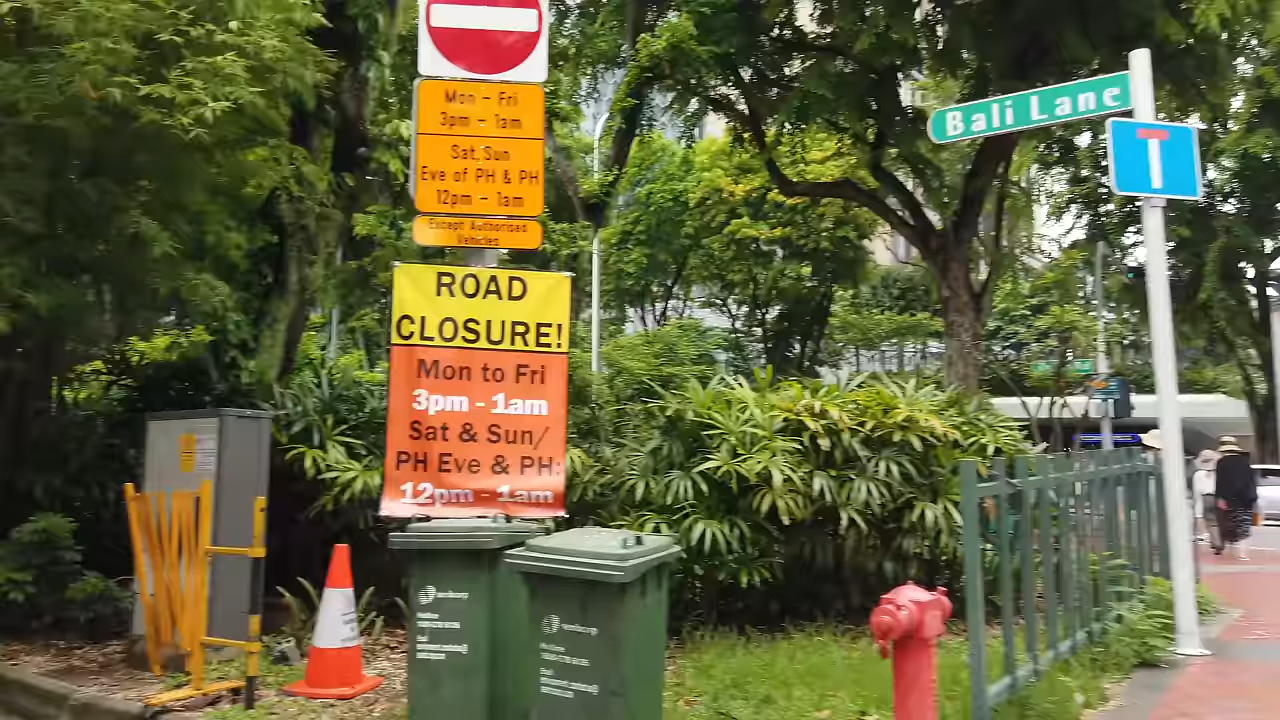 Mon - Fri
3pm - 1am
Sat, Sun
Eve of PH & PH
12pm - 1am
Except Authorised
Vehicles
ROAD
CLOSURE!
Mon to Fri
3pm - 1am
Sat & Sun/
PH Eve & PH:
12pm - 1am
Bali Lane